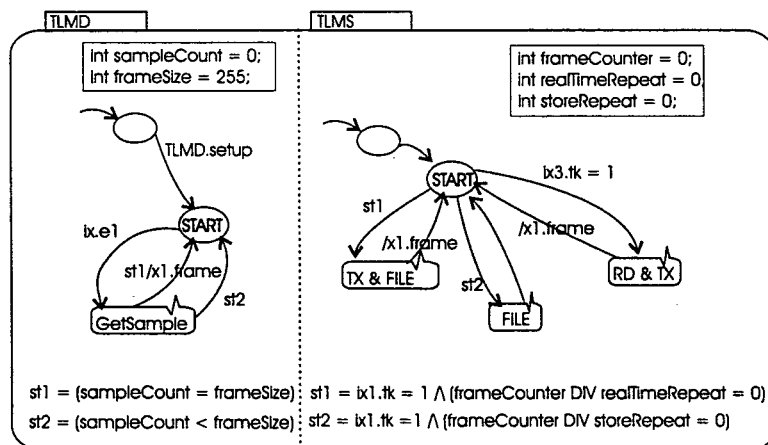 TLMD
TLMS
int sampleCount = 0;
int frameSize = 255;
int frameCounter = 0;
int realTimeRepeat = 0
int storeRepeat = 0;
TLMD.setup
START
ix.e1
st1/x1.frame
st2
GetSample
START
ix3.tk = 1
st1
/x1.frame
/x1.frame
TX & FILE
st2
FILE
RD & TX
st1 = (sampleCount = frameSize)
st2 = (sampleCount < frameSize)
st1 = ix1.tk = 1 ⋀ (frameCounter DIV realTimeRepeat = 0)
st2 = ix1.tk = 1 ⋀ (frameCounter DIV storeRepeat = 0)